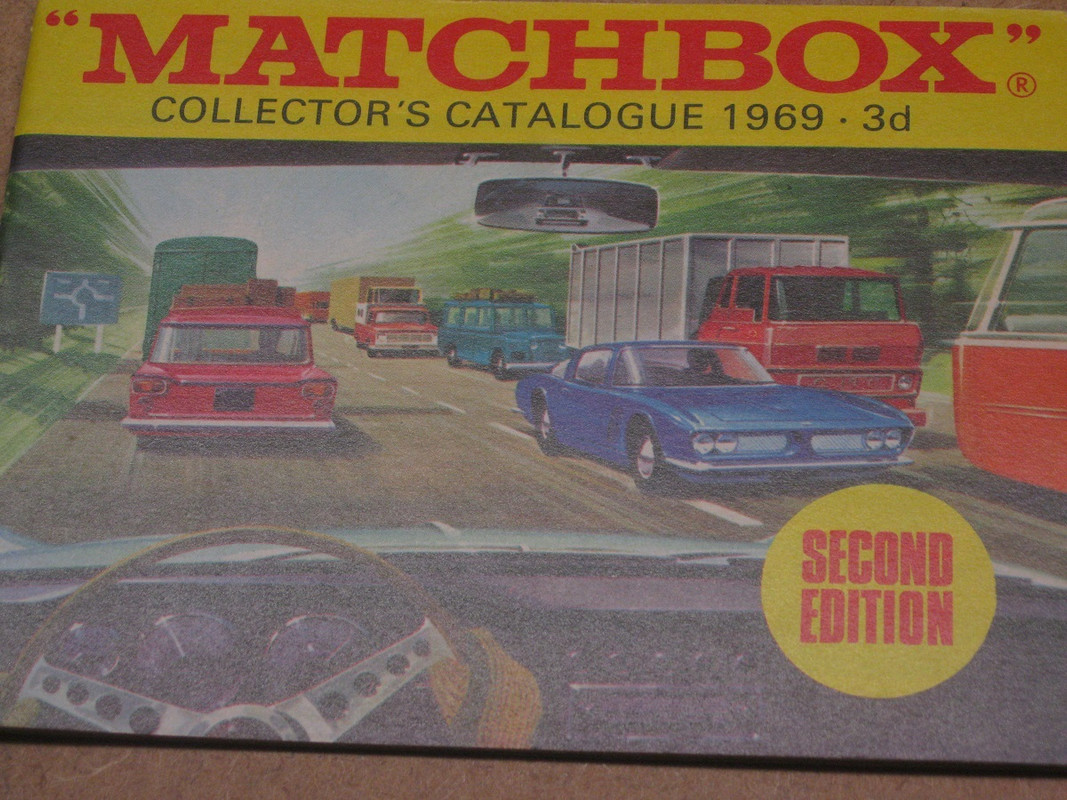 “MATCHBOX”®
COLLECTOR'S CATALOGUE 1969 · 3d
SECOND
EDITION